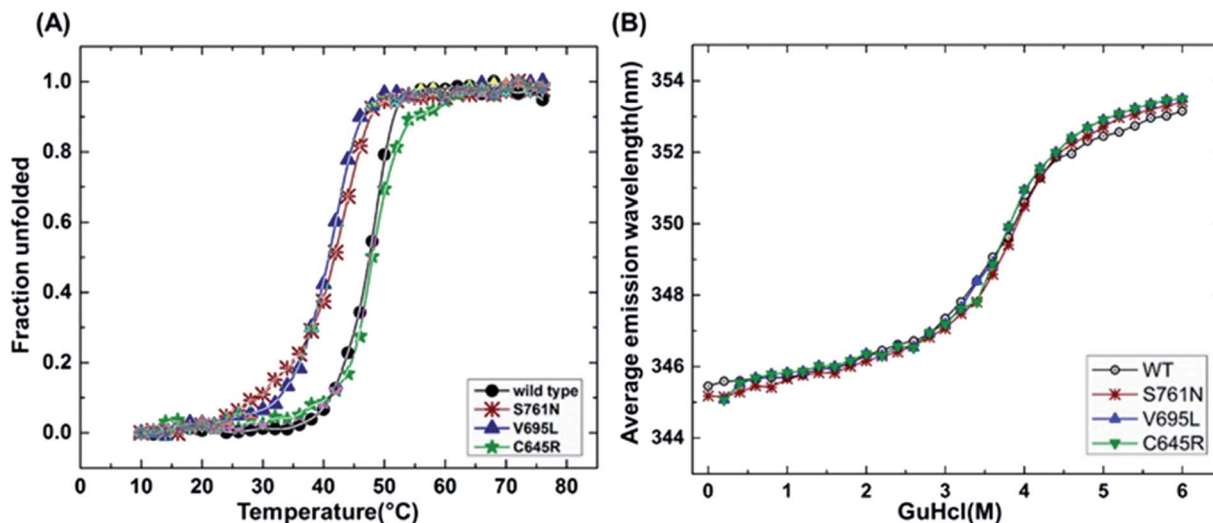 (A)
Fraction unfolded
1.0
0.8
0.6
0.4
0.2
0.0
0 10 20 30 40 50 60 70 80
Temperature(°C)
wild type
S761N
V695L
C645R
(B)
Average emission wavelength(nm)
354
352
350
348
346
344
0 1 2 3 4 5 6
GuHcl(M)
WT
S761N
V695L
C645R